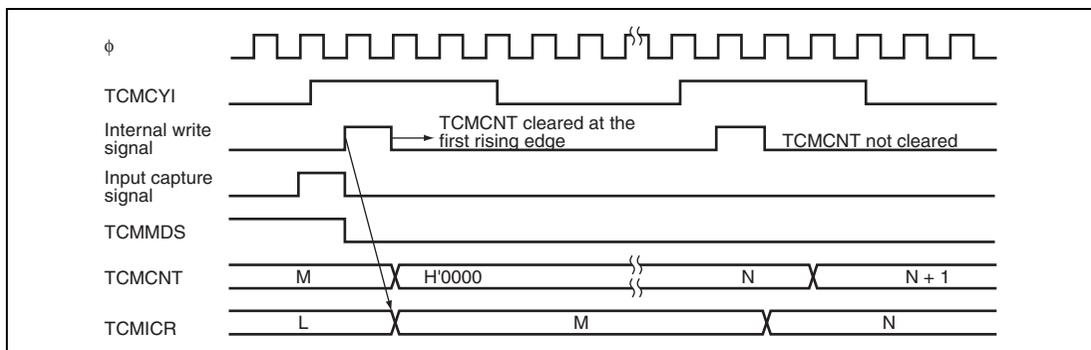 ϕ
TCMCYI
Internal write
signal
TCMCNT cleared at the
first rising edge
TCMCNT not cleared
Input capture
signal
TCMMDS
TCMCNT
M
H'0000
N
N + 1
TCMICR
L
M
N